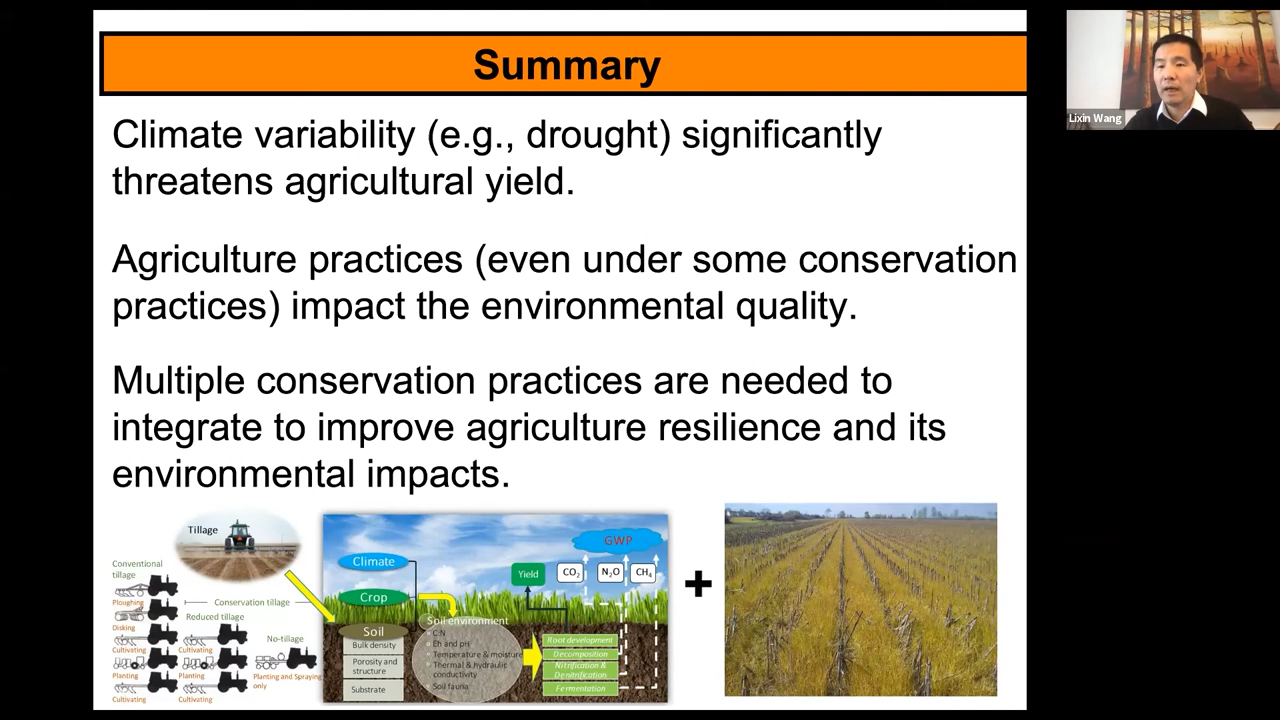 Summary
Lixin Wang
Climate variability (e.g., drought) significantly
threatens agricultural yield.
Agriculture practices (even under some conservation
practices) impact the environmental quality.
Multiple conservation practices are needed to
integrate to improve agriculture resilience and its
environmental impacts.
Tillage
Conventional
tillage
Ploughing
Disking
Cultivating
Planting
Cultivating
Conservation tillage
Reduced tillage
Cultivating
Planting
Cultivating
No-tillage
Planting and Spraying
only
Climate
Crop
Soil
Bulk density
Porosity and
structure
Substrate
Soil environment
• C:N
• Eh and pH
• Temperature & moisture
• Thermal & hydraulic
conductivity
• Soil fauna
Yield
GWP
CO₂
N₂O
CH₄
Root development
Decomposition
Nitrification &
Denitrification
Fermentation
+